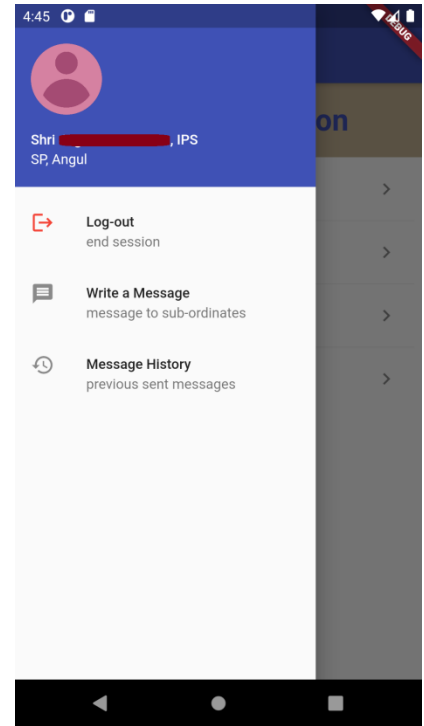 4:45
DEBUG
Shri , IPS
SP, Angul
on
Log-out
end session
Write a Message
message to sub-ordinates
Message History
previous sent messages